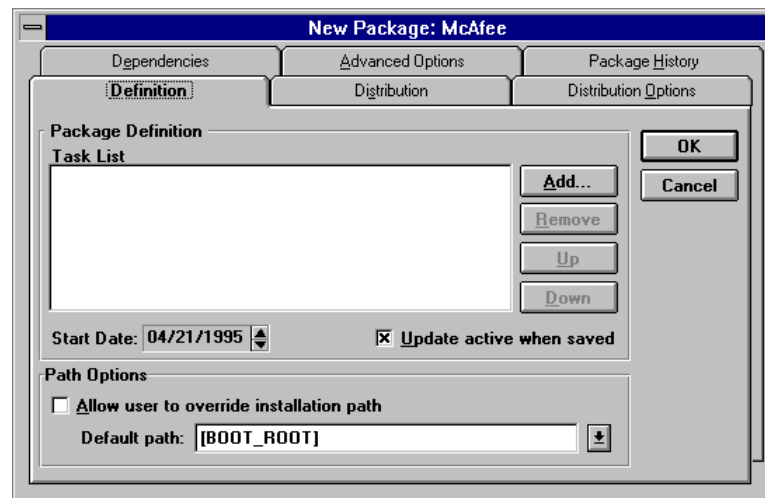 New Package: McAfee
Dependencies
Advanced Options
Package History
Definition
Distribution
Distribution Options
Package Definition
Task List
Add...
Remove
Up
Down
OK
Cancel
Start Date: 04/21/1995
Update active when saved
Path Options
Allow user to override installation path
Default path: [BOOT_ROOT]